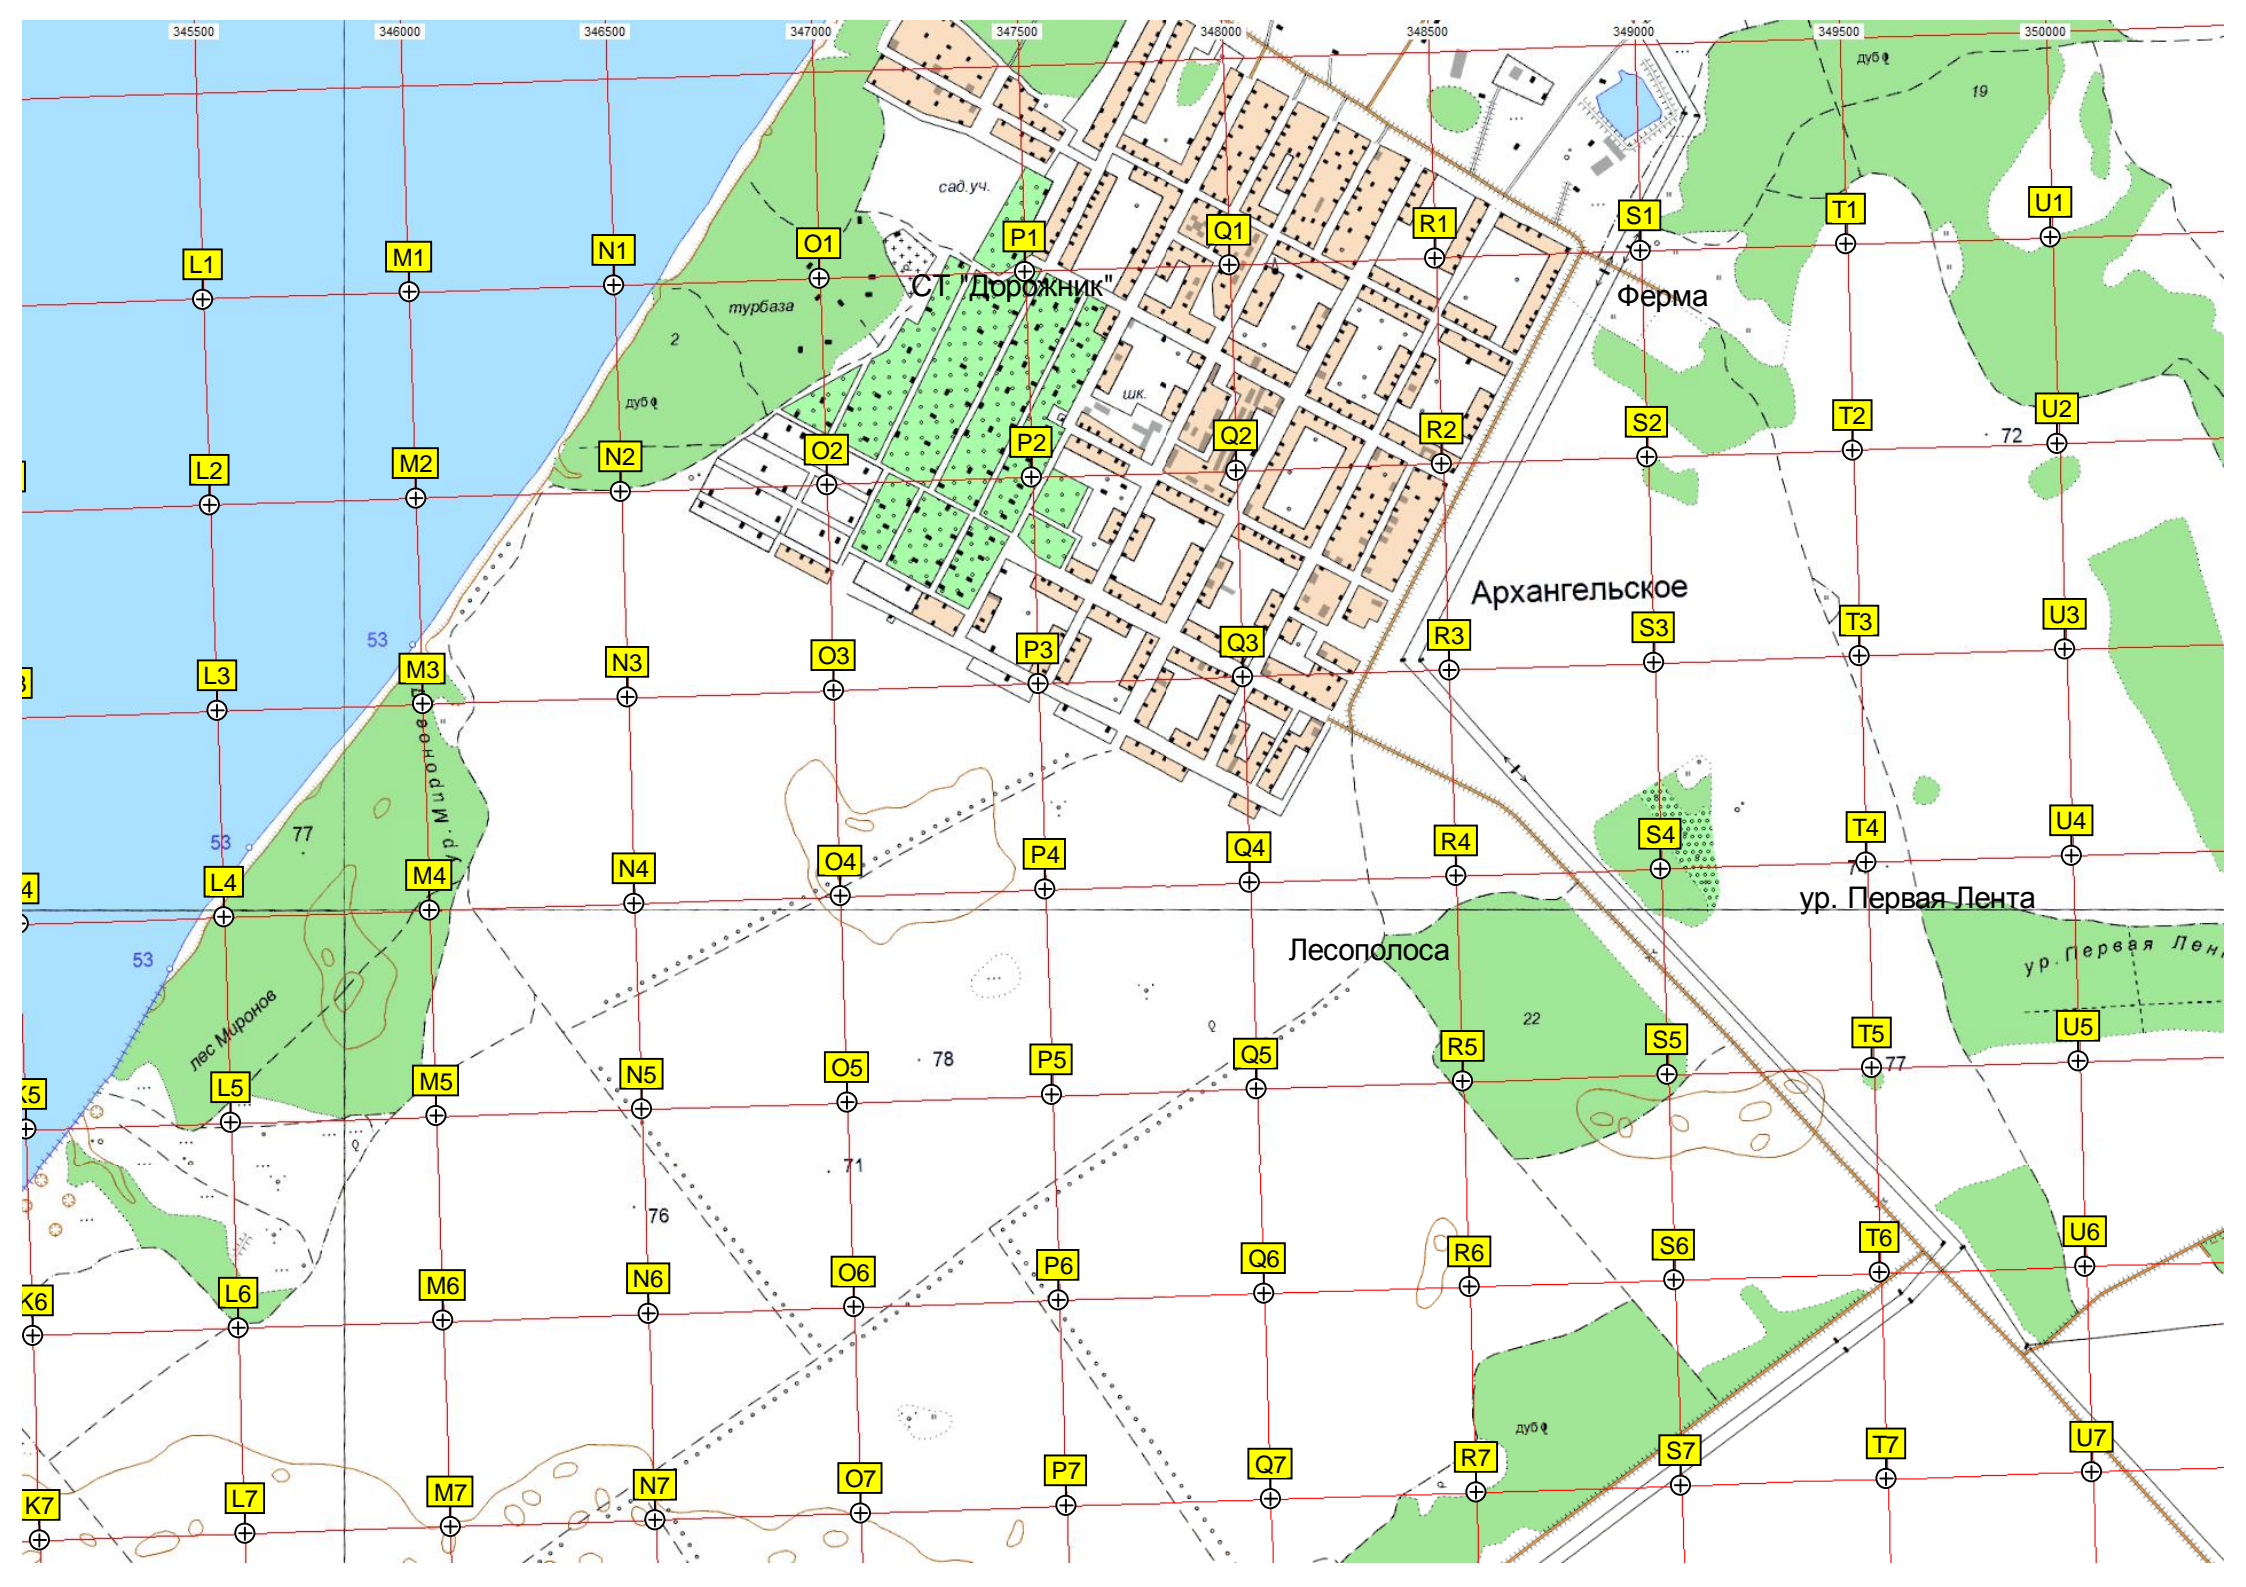 345500 346000 346500 347000 347500 348000 348500 349000 349500 350000
дуб
19
сад.уч.
L1 M1 N1 O1 P1 Q1 R1 S1 T1 U1
СТ "Дорожник"
Ферма
турбаза
2
шк.
дуб
L2 M2 N2 O2 P2 Q2 R2 S2 T2 U2
72
Архангельское
53
3 L3 M3 N3 O3 P3 Q3 R3 S3 T3 U3
ур. Миронов
53
77
4 L4 M4 N4 O4 P4 Q4 R4 S4 T4 U4
7
ур. Первая Лента
Лесополоса
ур. Первая Лен
53
лес Миронов
22
K5 L5 M5 N5 O5 P5 Q5 R5 S5 T5 U5
78
77
71
76
K6 L6 M6 N6 O6 P6 Q6 R6 S6 T6 U6
дуб
K7 L7 M7 N7 O7 P7 Q7 R7 S7 T7 U7